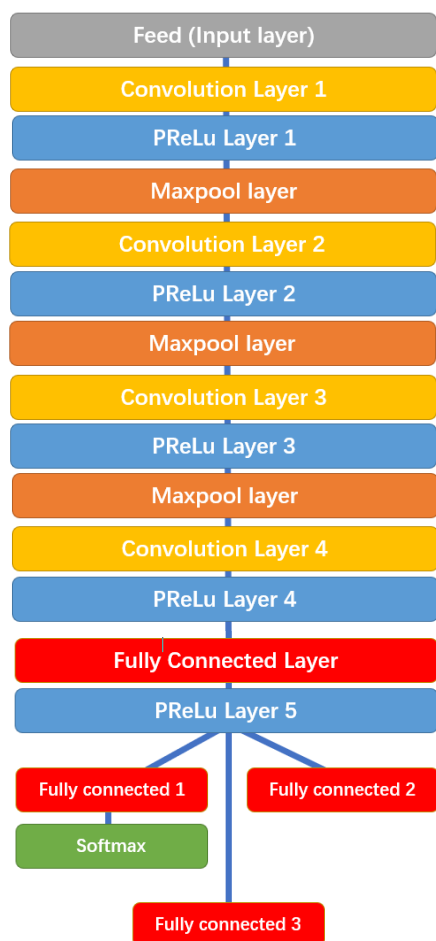 Feed (Input layer)
Convolution Layer 1
PReLu Layer 1
Maxpool layer
Convolution Layer 2
PReLu Layer 2
Maxpool layer
Convolution Layer 3
PReLu Layer 3
Maxpool layer
Convolution Layer 4
PReLu Layer 4
Fully Connected Layer
PReLu Layer 5
Fully connected 1
Fully connected 2
Softmax
Fully connected 3